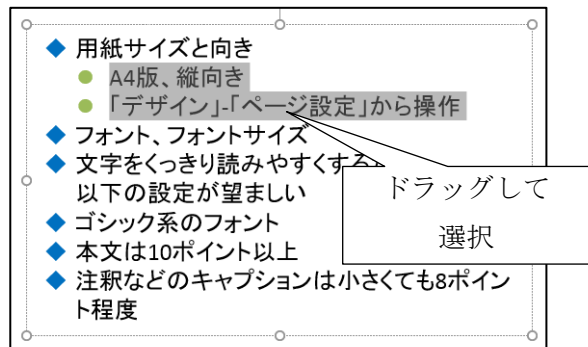 用紙サイズと向き
A4版、縦向き
「デザイン」-「ページ設定」から操作
フォント、フォントサイズ
文字をくっきり読みやすくする
以下の設定が望ましい
ゴシック系のフォント
本文は10ポイント以上
注釈などのキャプションは小さくても8ポイン
ト程度
ドラッグして
選択